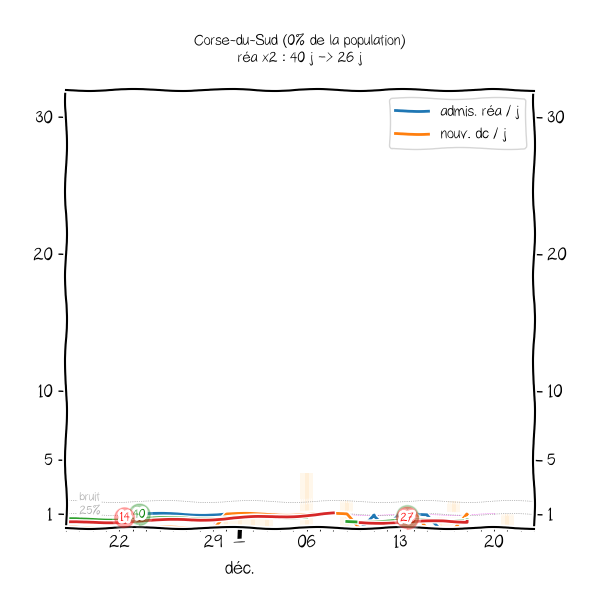 Corse-du-Sud (0% de la population)
réa x2 : 40 j -> 26 j
admis. réa / j
nouv. dc / j
30 30
20 20
10 10
5 5
bruit
25%
1 14 40 27 1
22 29 06 13 20
déc.